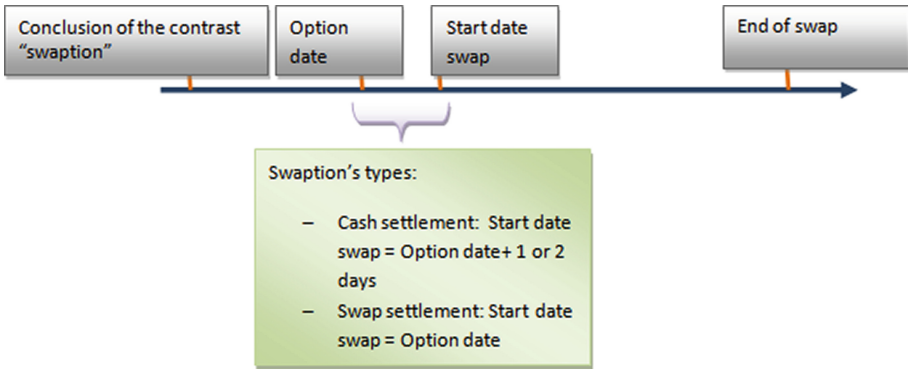 Conclusion of the contrast
“swaption”
Option
date
Start date
swap
End of swap
Swaption’s types:
– Cash settlement: Start date
swap = Option date+ 1 or 2
days
– Swap settlement: Start date
swap = Option date